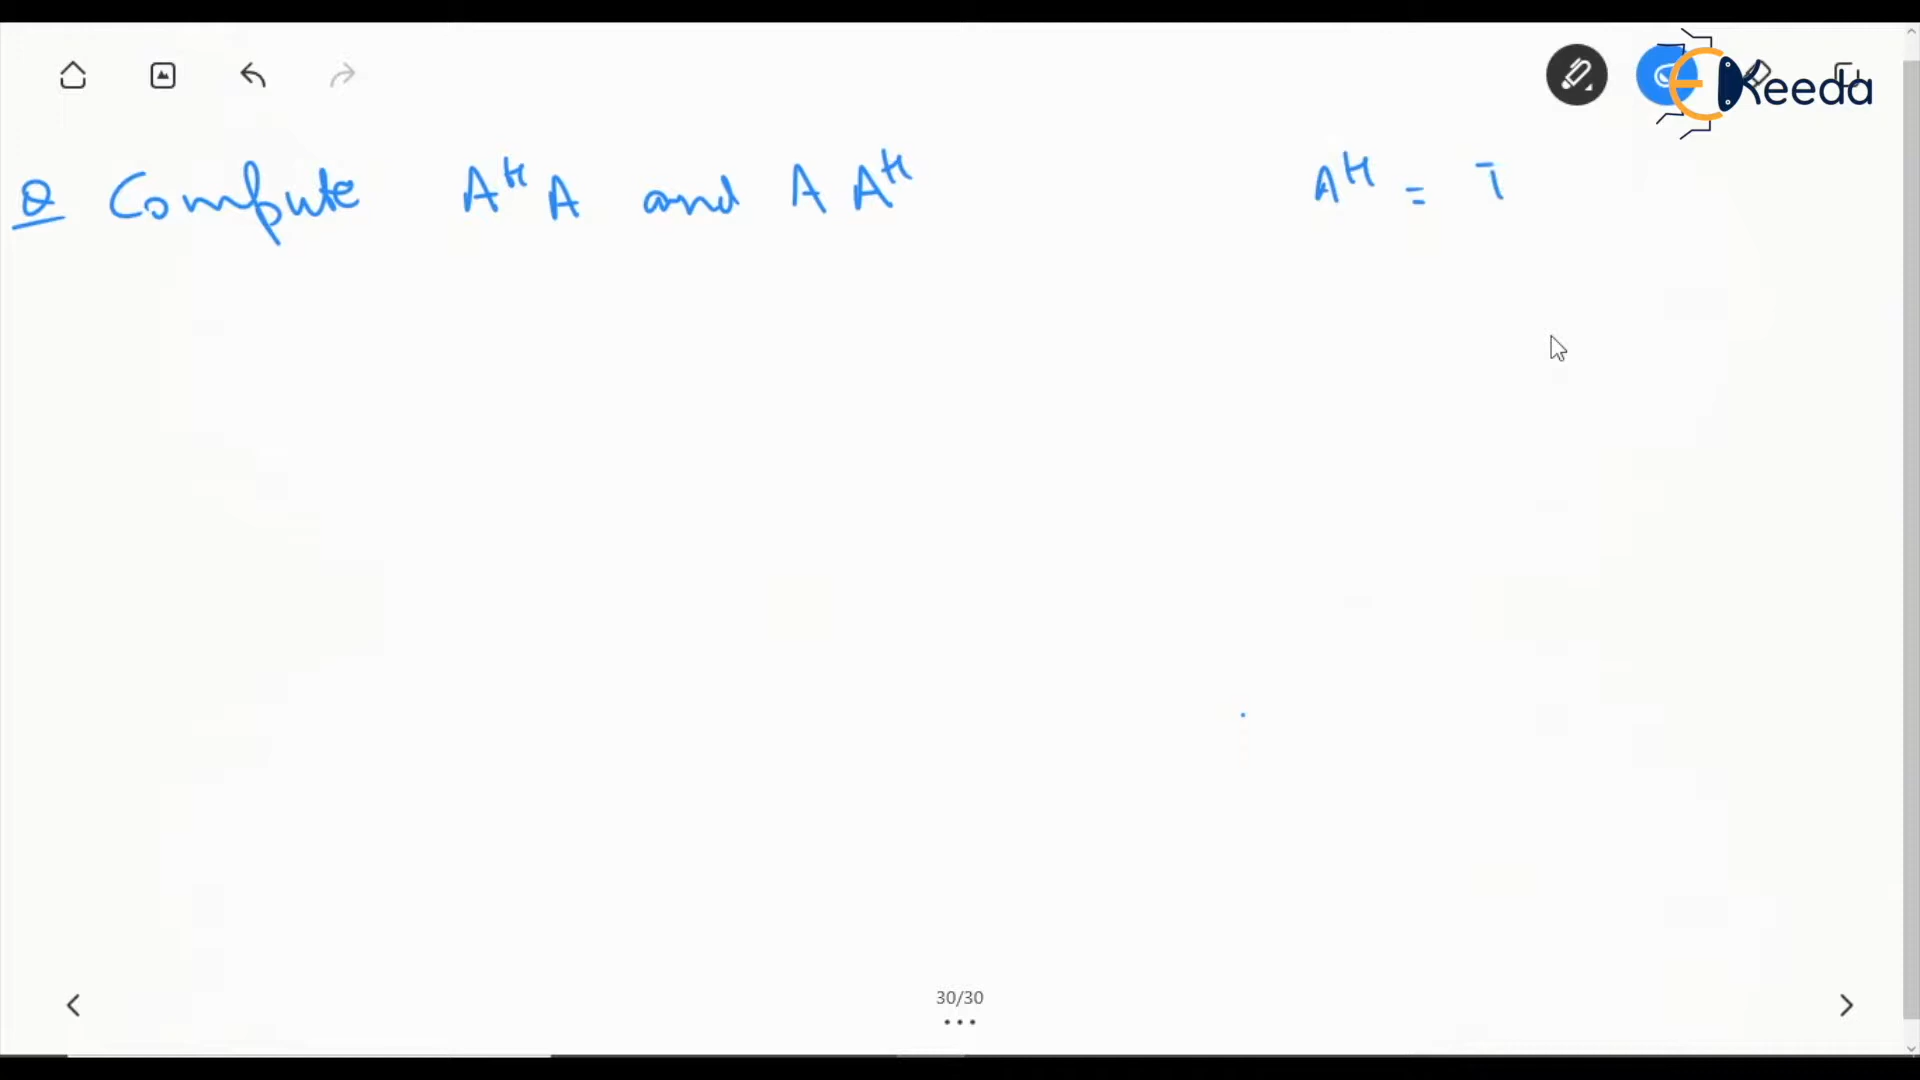 Keeda
Q Compute A^H A and A A^H A^H =
30/30